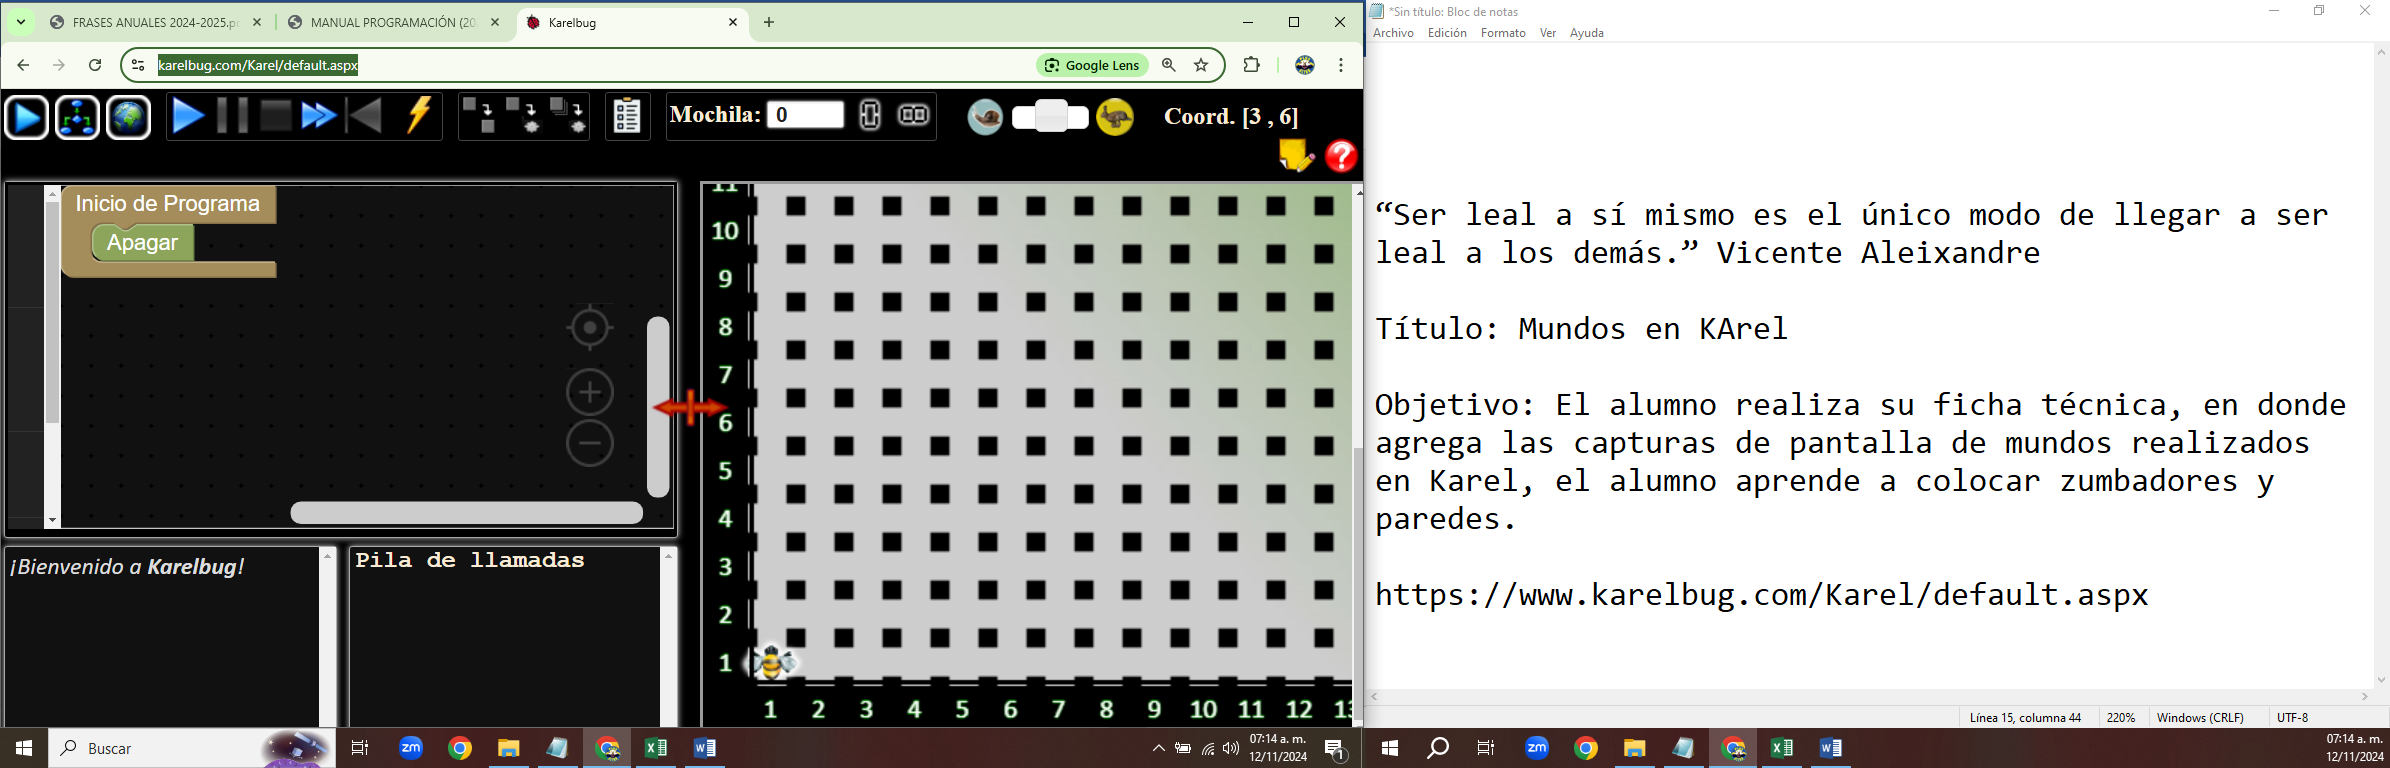 FRASES ANUALES 2024-2025.p
MANUAL PROGRAMACIÓN (20
Karelbug
karelbug.com/Karel/default.aspx
Google Lens
Mochila: 0
Coord. [3 , 6]
Inicio de Programa
Apagar
¡Bienvenido a Karelbug!
Pila de llamadas
11
10
9
8
7
6
5
4
3
2
1
1 2 3 4 5 6 7 8 9 10 11 12 13
Buscar
zm
07:14 a. m.
12/11/2024
1
*Sin título: Bloc de notas
Archivo Edición Formato Ver Ayuda
“Ser leal a sí mismo es el único modo de llegar a ser
leal a los demás.” Vicente Aleixandre
Título: Mundos en KArel
Objetivo: El alumno realiza su ficha técnica, en donde
agrega las capturas de pantalla de mundos realizados
en Karel, el alumno aprende a colocar zumbadores y
paredes.
https://www.karelbug.com/Karel/default.aspx
Línea 15, columna 44 220% Windows (CRLF) UTF-8
zm
07:14 a. m.
12/11/2024